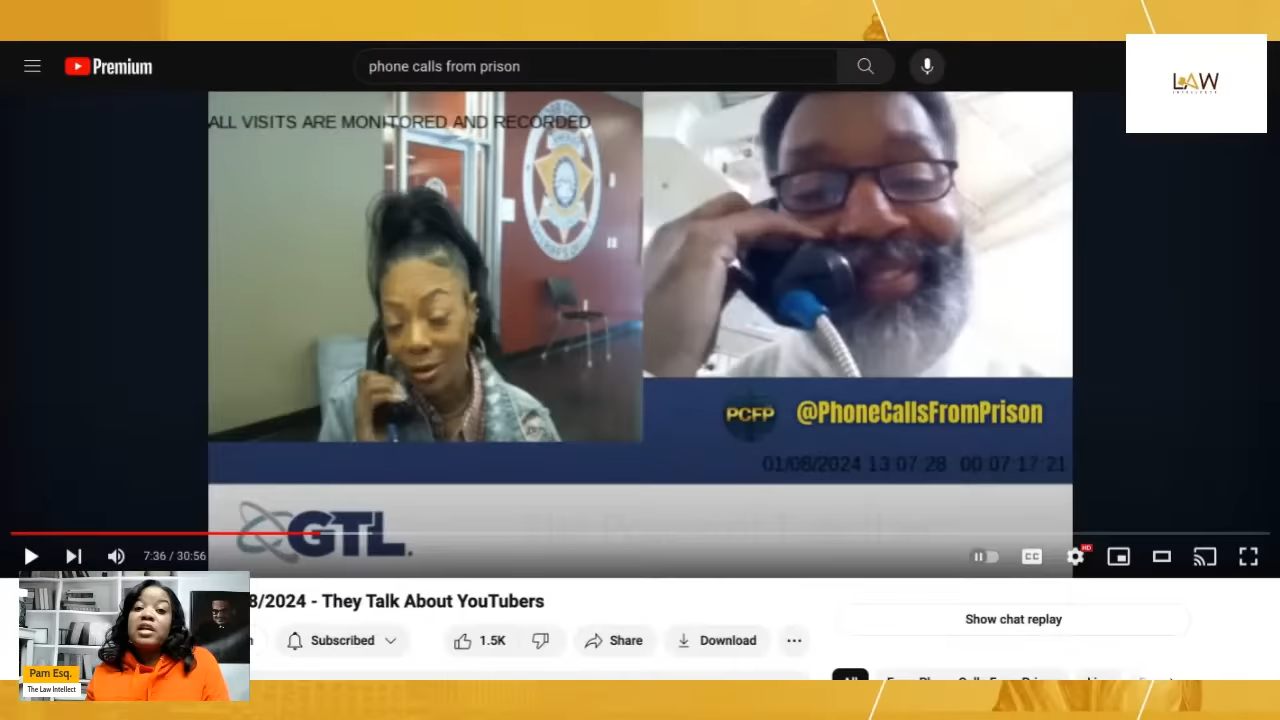 Premium
phone calls from prison
LAW
INTELLECTS
ALL VISITS ARE MONITORED AND RECORDED
PCFP
@PhoneCallsFromPrison
01/08/2024 13:07:28 00:07:17:21
GTL.
7:36 / 30:56
CC
HD
8/2024 - They Talk About YouTubers
Subscribed
1.5K
Share
Download
Show chat replay
All
Pam Esq.
The Law Intellect